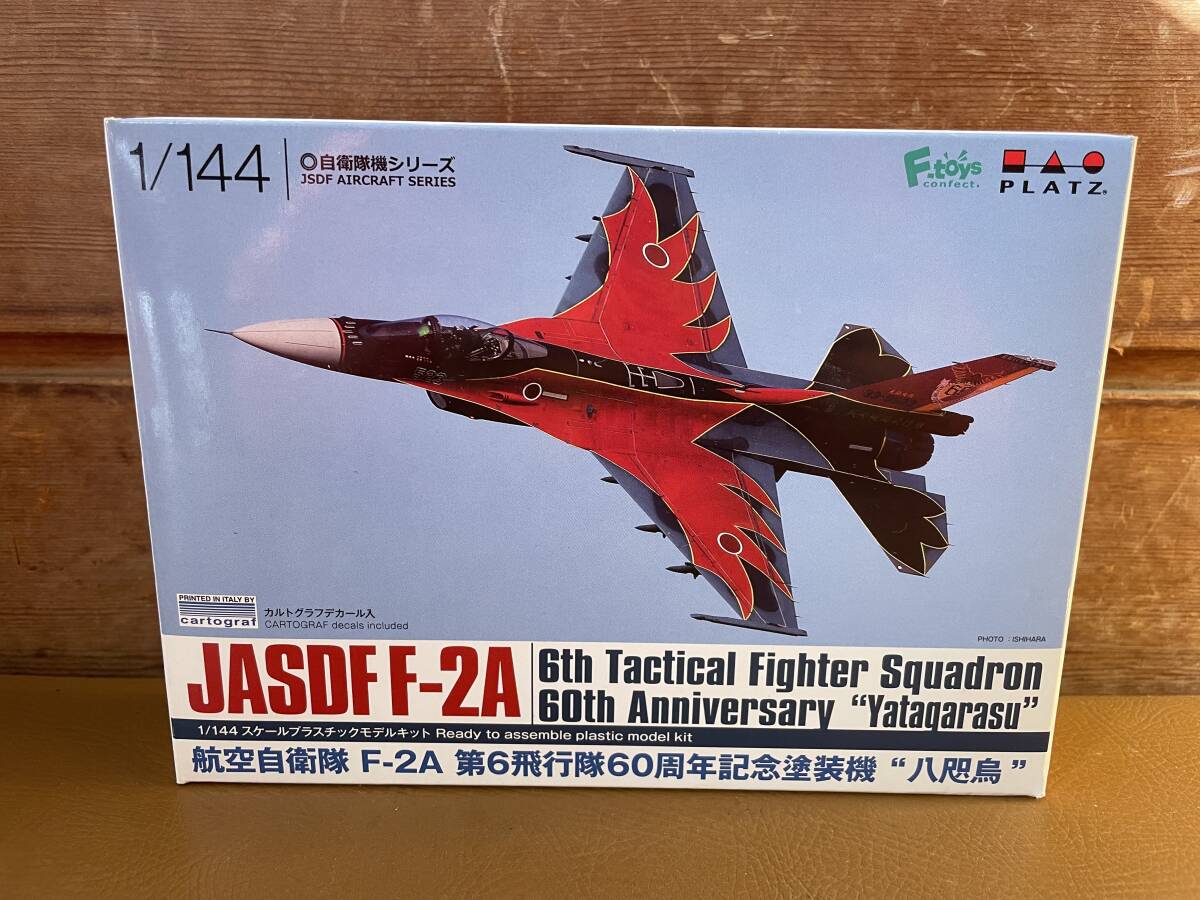 1/144
◎自衛隊機シリーズ
JSDF AIRCRAFT SERIES
F-toys
confect.
PLATZ®
PRINTED IN ITALY BY
cartograf
カルトグラフデカール入
CARTOGRAF decals included
PHOTO : ISHIHARA
JASDF F-2A
6th Tactical Fighter Squadron
60th Anniversary “Yatagarasu”
1/144 スケールプラスチックモデルキット Ready to assemble plastic model kit
航空自衛隊 F-2A 第6飛行隊60周年記念塗装機 “八咫烏”